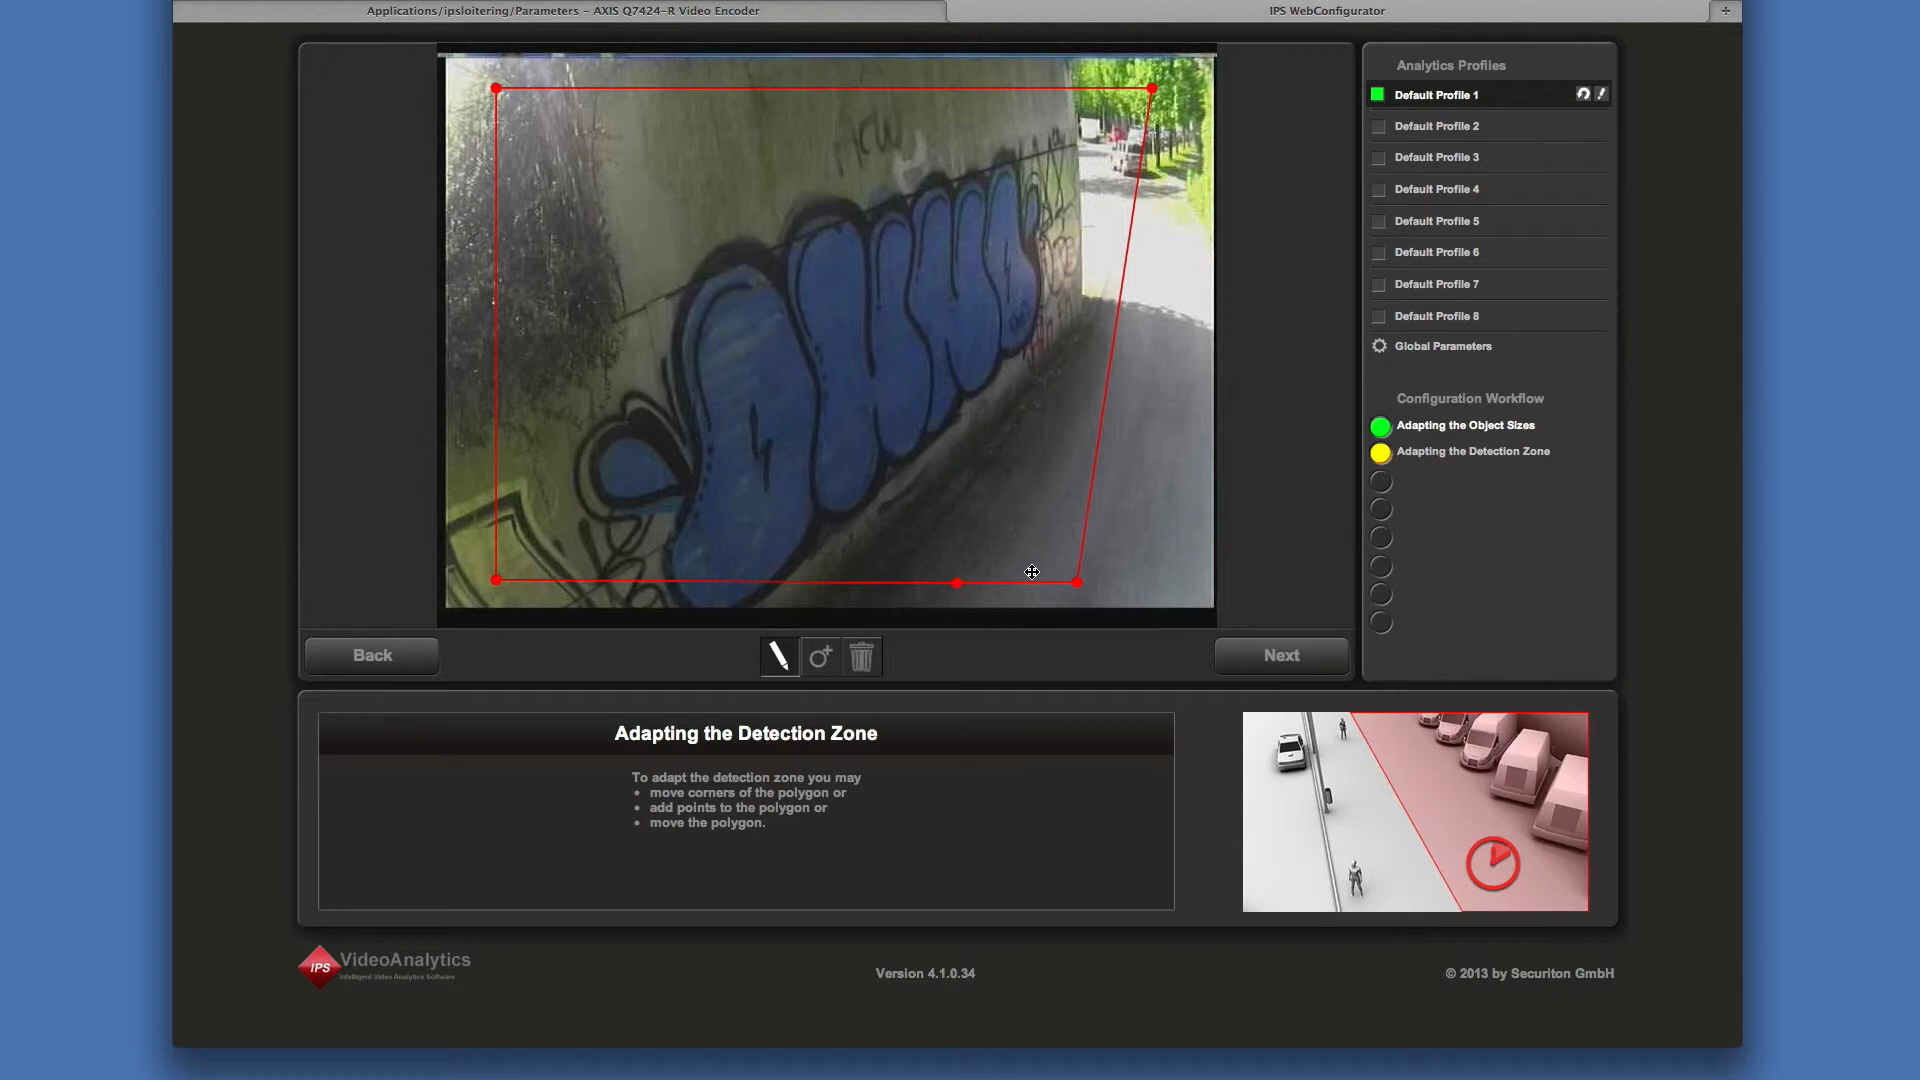 Applications/ipsloitering/Parameters – AXIS Q7424-R Video Encoder
IPS WebConfigurator
+
Analytics Profiles
Default Profile 1
Default Profile 2
Default Profile 3
Default Profile 4
Default Profile 5
Default Profile 6
Default Profile 7
Default Profile 8
Global Parameters
Configuration Workflow
Adapting the Object Sizes
Adapting the Detection Zone
Back
Next
Adapting the Detection Zone
To adapt the detection zone you may
• move corners of the polygon or
• add points to the polygon or
• move the polygon.
IPS VideoAnalytics
Intelligent Video Analytics Software
Version 4.1.0.34
© 2013 by Securiton GmbH